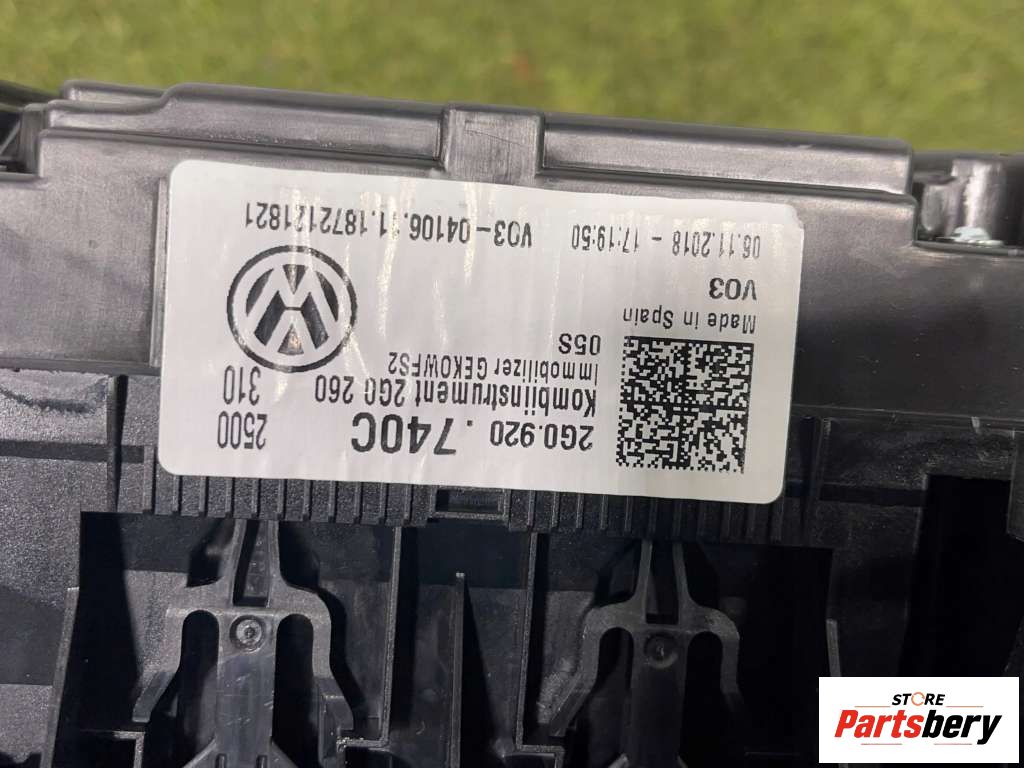 2G0.920 .740C 2500
Kombiinstrument 2G0 260 310
Immobilizer GEKOWFS2
05S
Made in Spain
V03
06.11.2018 - 17:19:50 V03-04106.11.1872121821
STORE
Partsbery